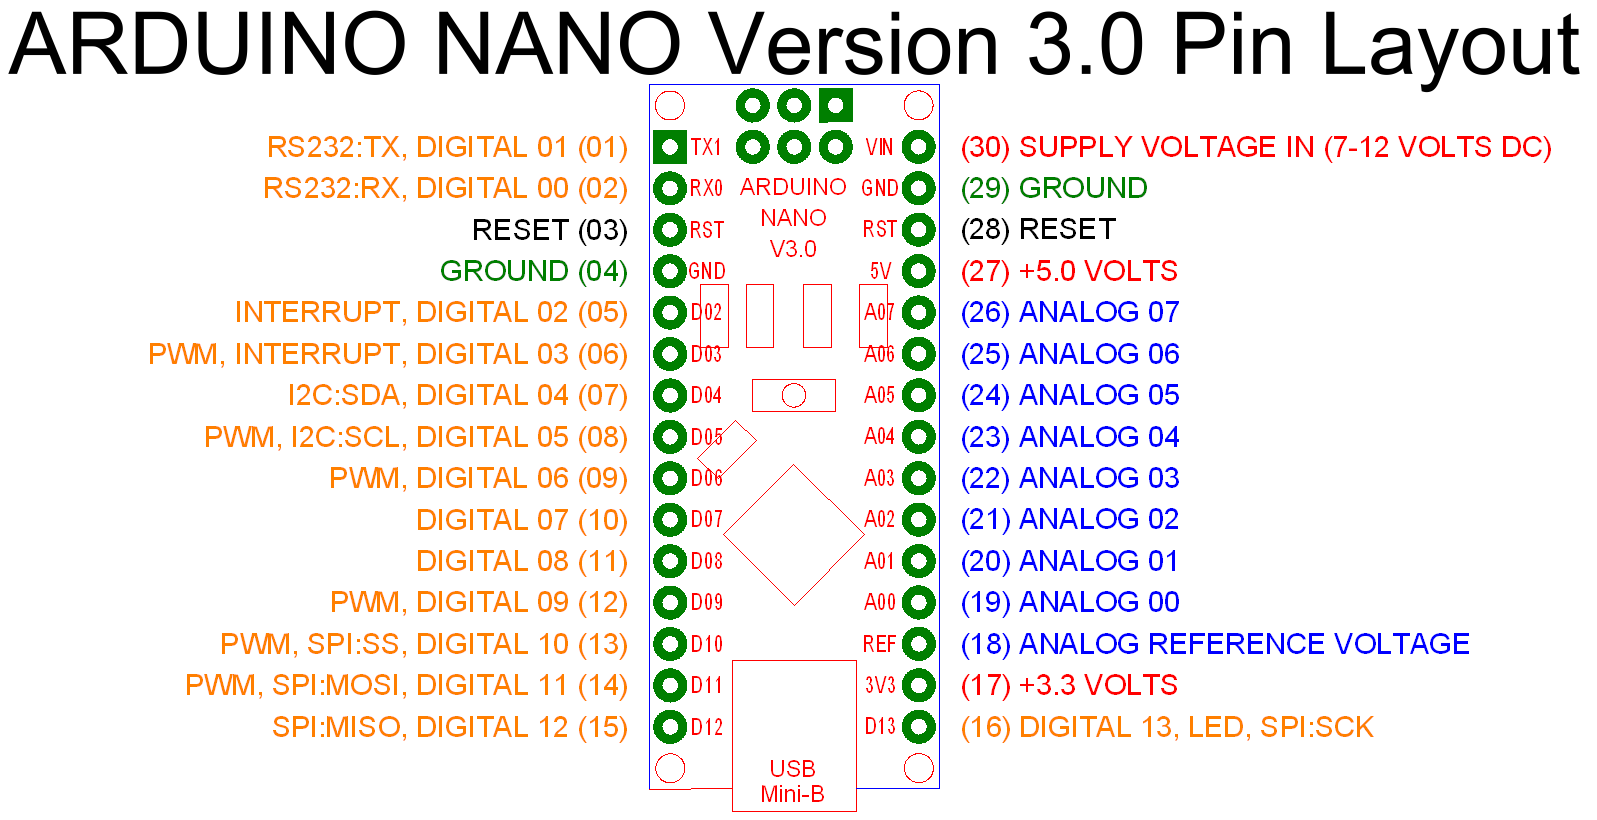 ARDUINO NANO Version 3.0 Pin Layout
RS232:TX, DIGITAL 01 (01) TX1 VIN (30) SUPPLY VOLTAGE IN (7-12 VOLTS DC)
RS232:RX, DIGITAL 00 (02) RX0 ARDUINO GND (29) GROUND
NANO
RESET (03) RST RST (28) RESET
V3.0
GROUND (04) GND 5V (27) +5.0 VOLTS
INTERRUPT, DIGITAL 02 (05) D02 A07 (26) ANALOG 07
PWM, INTERRUPT, DIGITAL 03 (06) D03 A06 (25) ANALOG 06
I2C:SDA, DIGITAL 04 (07) D04 A05 (24) ANALOG 05
PWM, I2C:SCL, DIGITAL 05 (08) D05 A04 (23) ANALOG 04
PWM, DIGITAL 06 (09) D06 A03 (22) ANALOG 03
DIGITAL 07 (10) D07 A02 (21) ANALOG 02
DIGITAL 08 (11) D08 A01 (20) ANALOG 01
PWM, DIGITAL 09 (12) D09 A00 (19) ANALOG 00
PWM, SPI:SS, DIGITAL 10 (13) D10 REF (18) ANALOG REFERENCE VOLTAGE
PWM, SPI:MOSI, DIGITAL 11 (14) D11 3V3 (17) +3.3 VOLTS
SPI:MISO, DIGITAL 12 (15) D12 D13 (16) DIGITAL 13, LED, SPI:SCK
USB
Mini-B